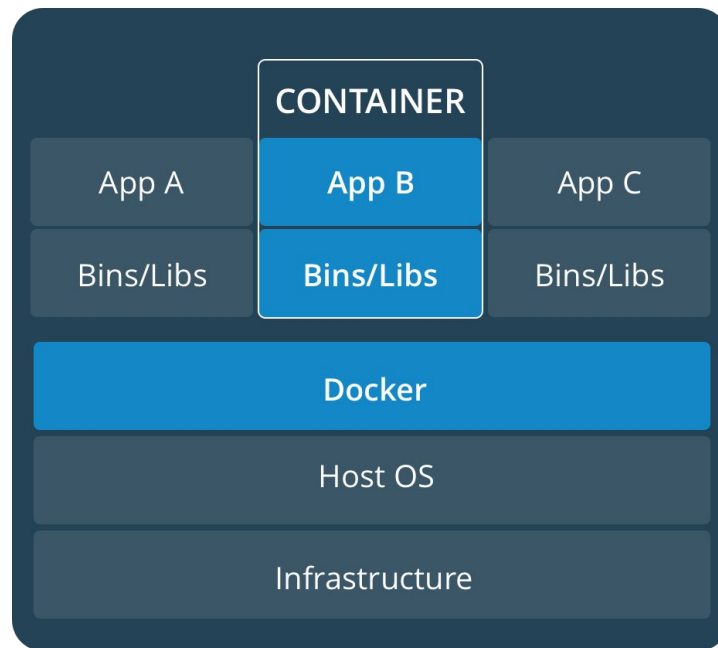 CONTAINER
App A
App B
App C
Bins/Libs
Bins/Libs
Bins/Libs
Docker
Host OS
Infrastructure